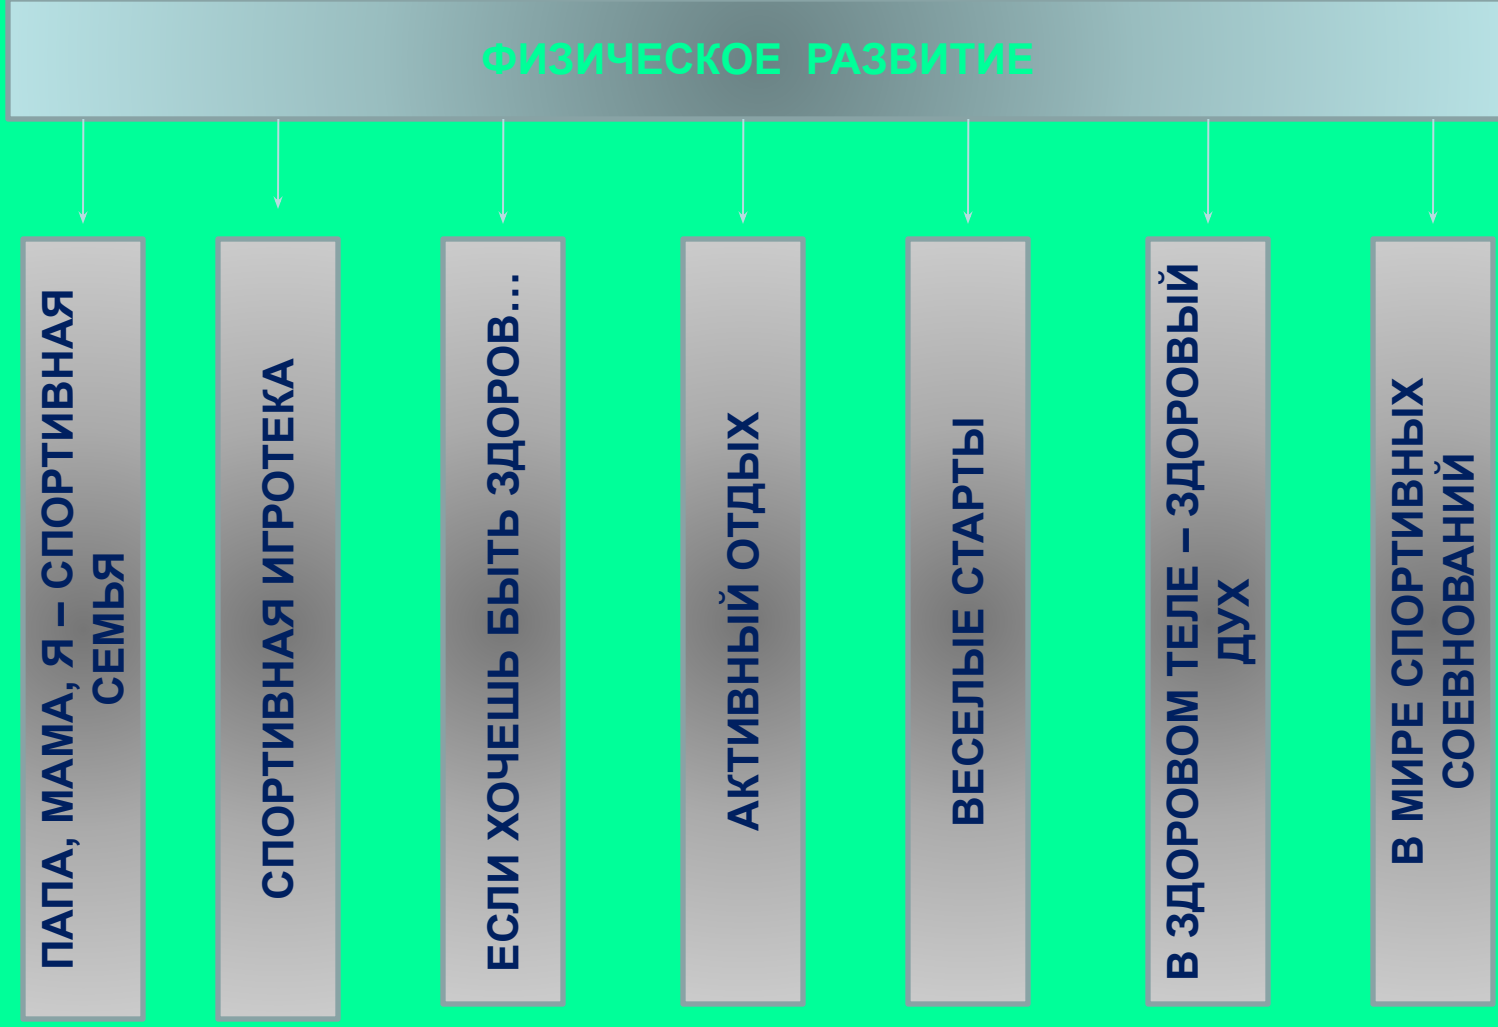 ФИЗИЧЕСКОЕ РАЗВИТИЕ
ПАПА, МАМА, Я – СПОРТИВНАЯ
СЕМЬЯ
СПОРТИВНАЯ ИГРОТЕКА
ЕСЛИ ХОЧЕШЬ БЫТЬ ЗДОРОВ…
АКТИВНЫЙ ОТДЫХ
ВЕСЕЛЫЕ СТАРТЫ
В ЗДОРОВОМ ТЕЛЕ – ЗДОРОВЫЙ
ДУХ
В МИРЕ СПОРТИВНЫХ
СОЕВНОВАНИЙ